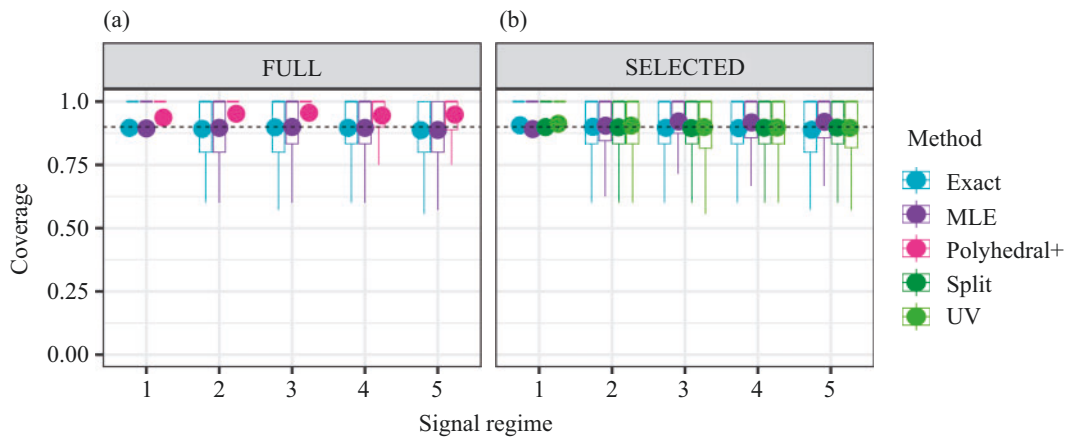 (a)
(b)
FULL
SELECTED
Coverage
1.0
0.75
0.50
0.25
0.00
1 2 3 4 5
1 2 3 4 5
Signal regime
Method
Exact
MLE
Polyhedral+
Split
UV